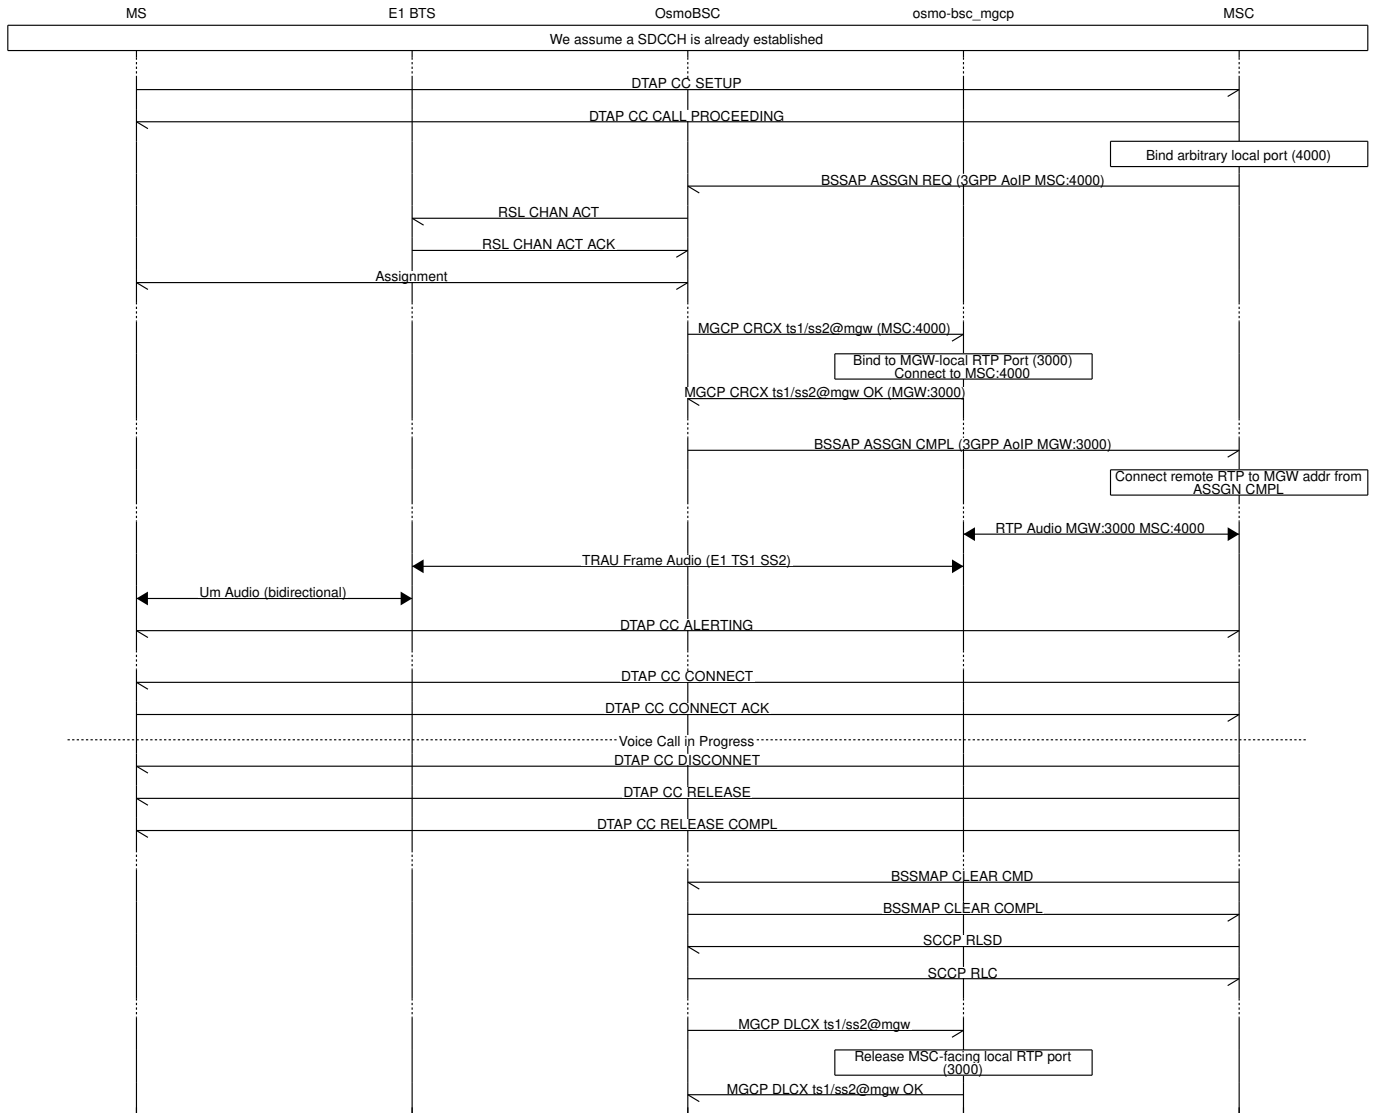 MS
E1 BTS
OsmoBSC
osmo-bsc_mgcp
MSC
We assume a SDCCH is already established
DTAP CC SETUP
DTAP CC CALL PROCEEDING
Bind arbitrary local port (4000)
BSSAP ASSGN REQ (3GPP AoIP MSC:4000)
RSL CHAN ACT
RSL CHAN ACT ACK
Assignment
MGCP CRCX ts1/ss2@mgw (MSC:4000)
Bind to MGW-local RTP Port (3000)
Connect to MSC:4000
MGCP CRCX ts1/ss2@mgw OK (MGW:3000)
BSSAP ASSGN CMPL (3GPP AoIP MGW:3000)
Connect remote RTP to MGW addr from
ASSGN CMPL
RTP Audio MGW:3000 MSC:4000
TRAU Frame Audio (E1 TS1 SS2)
Um Audio (bidirectional)
DTAP CC ALERTING
DTAP CC CONNECT
DTAP CC CONNECT ACK
Voice Call in Progress
DTAP CC DISCONNET
DTAP CC RELEASE
DTAP CC RELEASE COMPL
BSSMAP CLEAR CMD
BSSMAP CLEAR COMPL
SCCP RLSD
SCCP RLC
MGCP DLCX ts1/ss2@mgw
Release MSC-facing local RTP port
(3000)
MGCP DLCX ts1/ss2@mgw OK